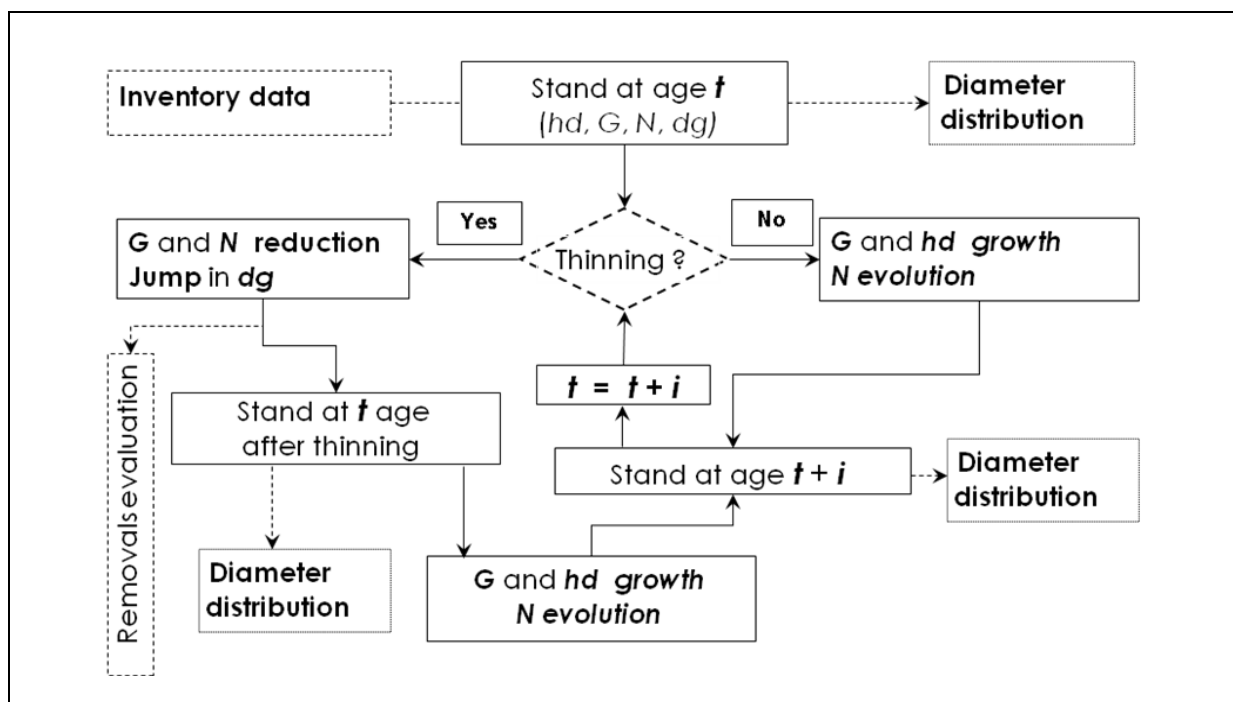 Inventory data
Stand at age t
(hd, G, N, dg)
Diameter
distribution
Yes
No
G and N reduction
Jump in dg
Thinning ?
G and hd growth
N evolution
Removals evaluation
t = t + i
Stand at t age
after thinning
Stand at age t + i
Diameter
distribution
Diameter
distribution
G and hd growth
N evolution